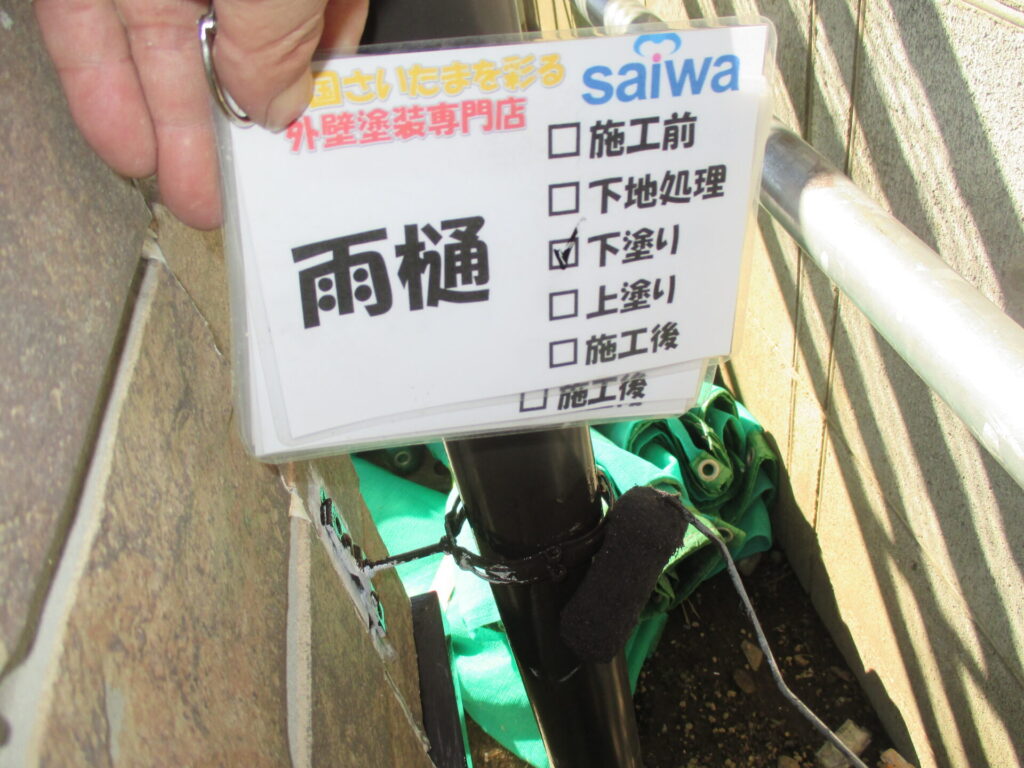 国さいたまを彩る
外壁塗装専門店
saiwa
雨樋
☐ 施工前
☐ 下地処理
☑ 下塗り
☐ 上塗り
☐ 施工後
☐ 施工後